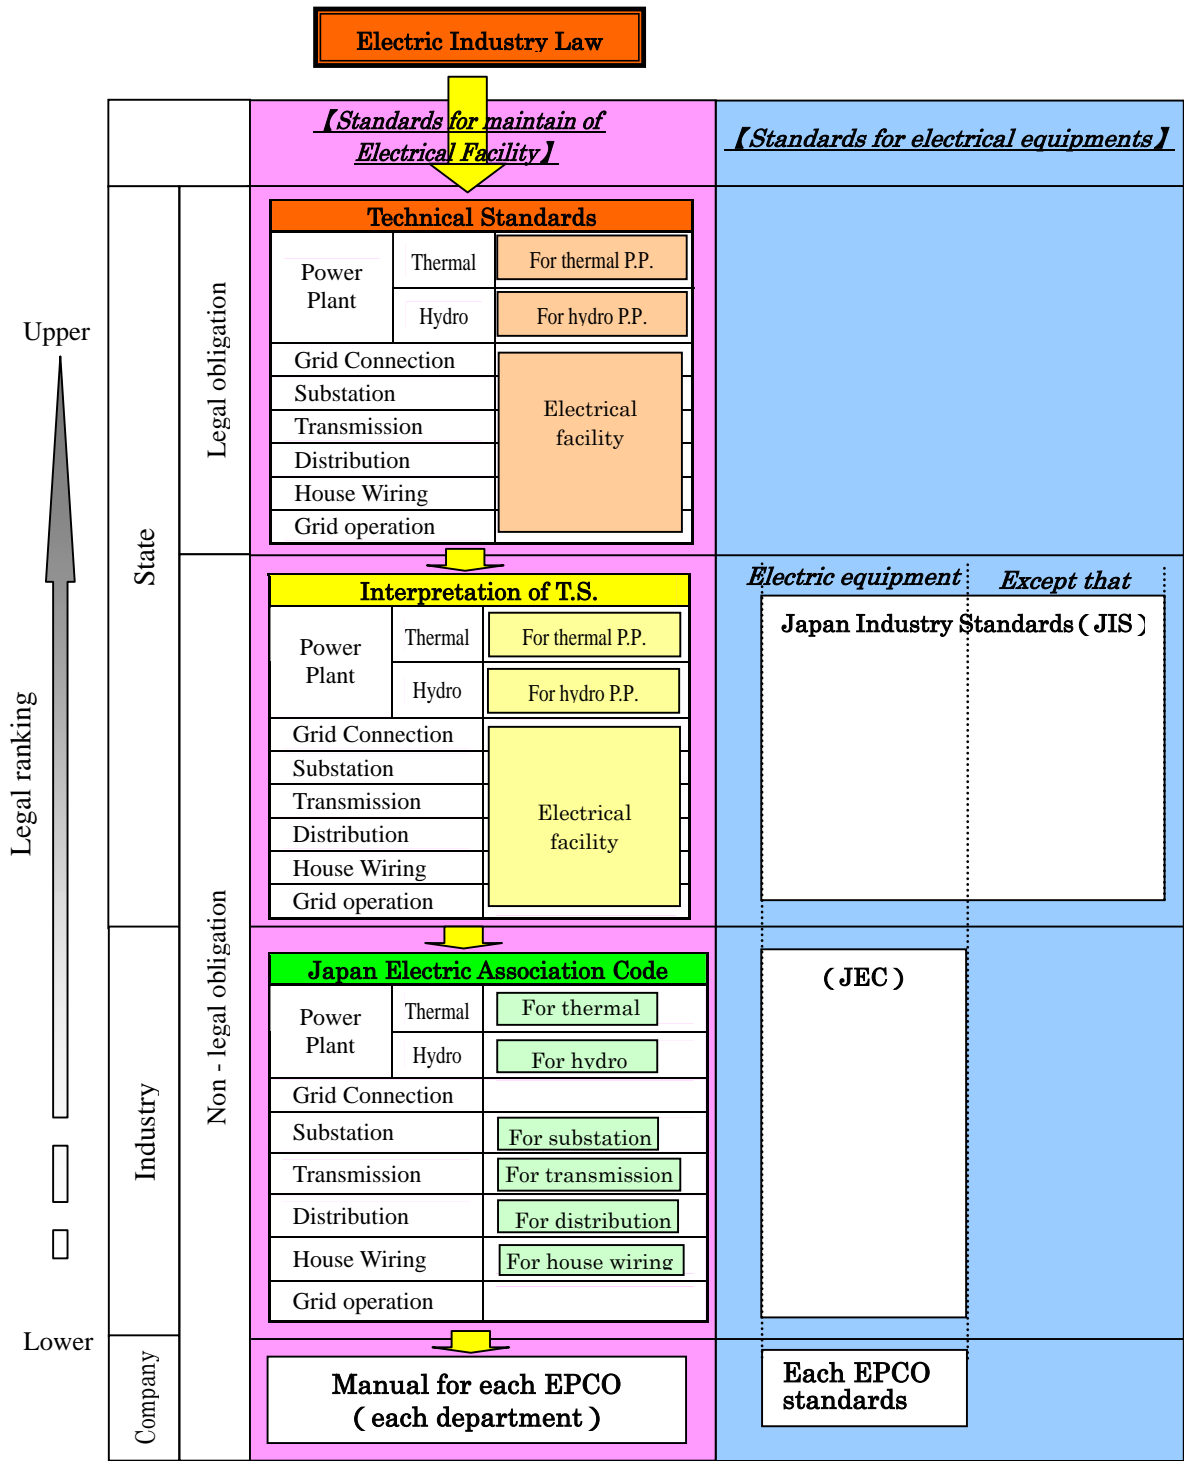 Electric Industry Law
【Standards for maintain of
Electrical Facility】
【Standards for electrical equipments】
Technical Standards
Power
Plant
Thermal
For thermal P.P.
Hydro
For hydro P.P.
Grid Connection
Substation
Transmission
Distribution
House Wiring
Grid operation
Electrical
facility
Upper
Legal ranking
Lower
State
Legal obligation
Non - legal obligation
Industry
Company
Interpretation of T.S.
Power
Plant
Thermal
For thermal P.P.
Hydro
For hydro P.P.
Grid Connection
Substation
Transmission
Distribution
House Wiring
Grid operation
Electrical
facility
Electric equipment
Except that
Japan Industry Standards ( JIS )
Japan Electric Association Code
Power
Plant
Thermal
For thermal
Hydro
For hydro
Grid Connection
Substation
For substation
Transmission
For transmission
Distribution
For distribution
House Wiring
For house wiring
Grid operation
( JEC )
Manual for each EPCO
( each department )
Each EPCO
standards